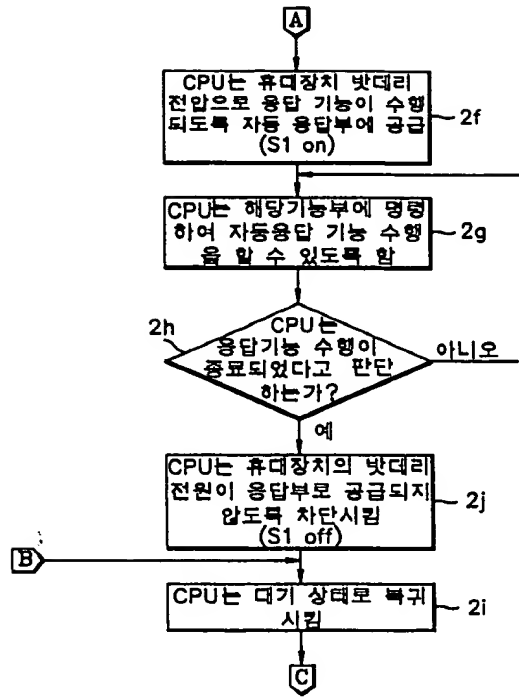 A
CPU는 휴대장치 밧데리
전압으로 응답 기능이 수행
되도록 자동 응답부에 공급
(S1 on)
2f
CPU는 해당기능부에 명령
하여 자동응답 기능 수행
을 할 수 있도록 함
2g
2h
CPU는
응답기능 수행이
종료되었다고 판단
하는가?
아니오
예
CPU는 휴대장치의 밧데리
전원이 응답부로 공급되지
않도록 차단시킴
(S1 off)
2j
B
CPU는 대기 상태로 복귀
시킴
2i
C